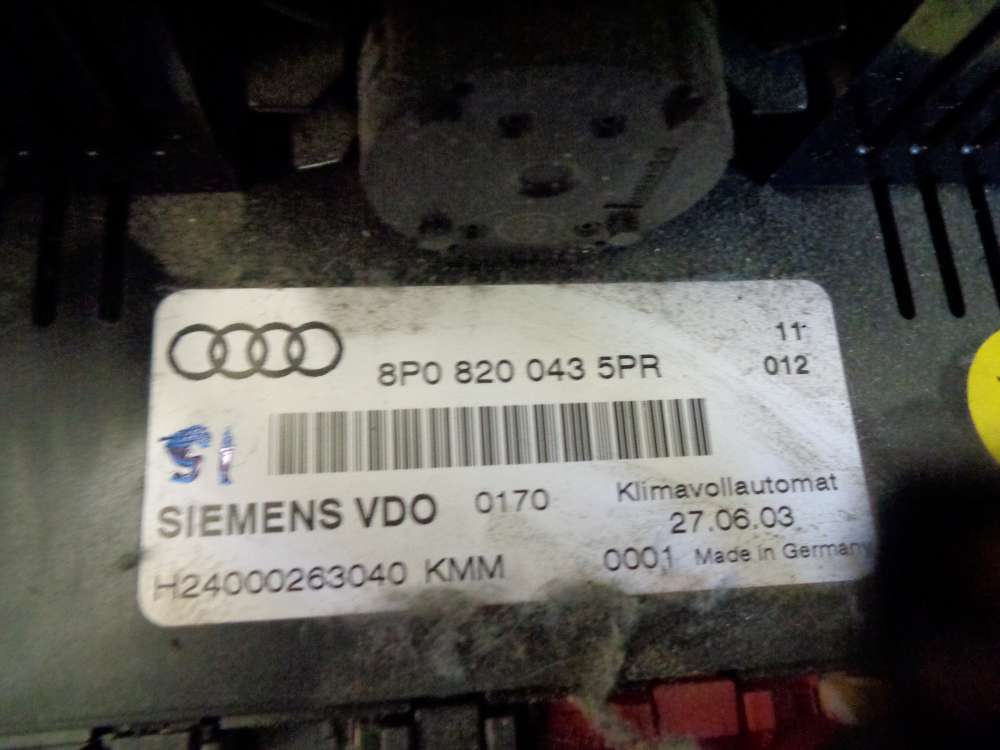 8P0 820 043 5PR
11
012
SIEMENS VDO 0170
Klimavollautomat
27.06.03
H24000263040 KMM
0001 Made in Germany